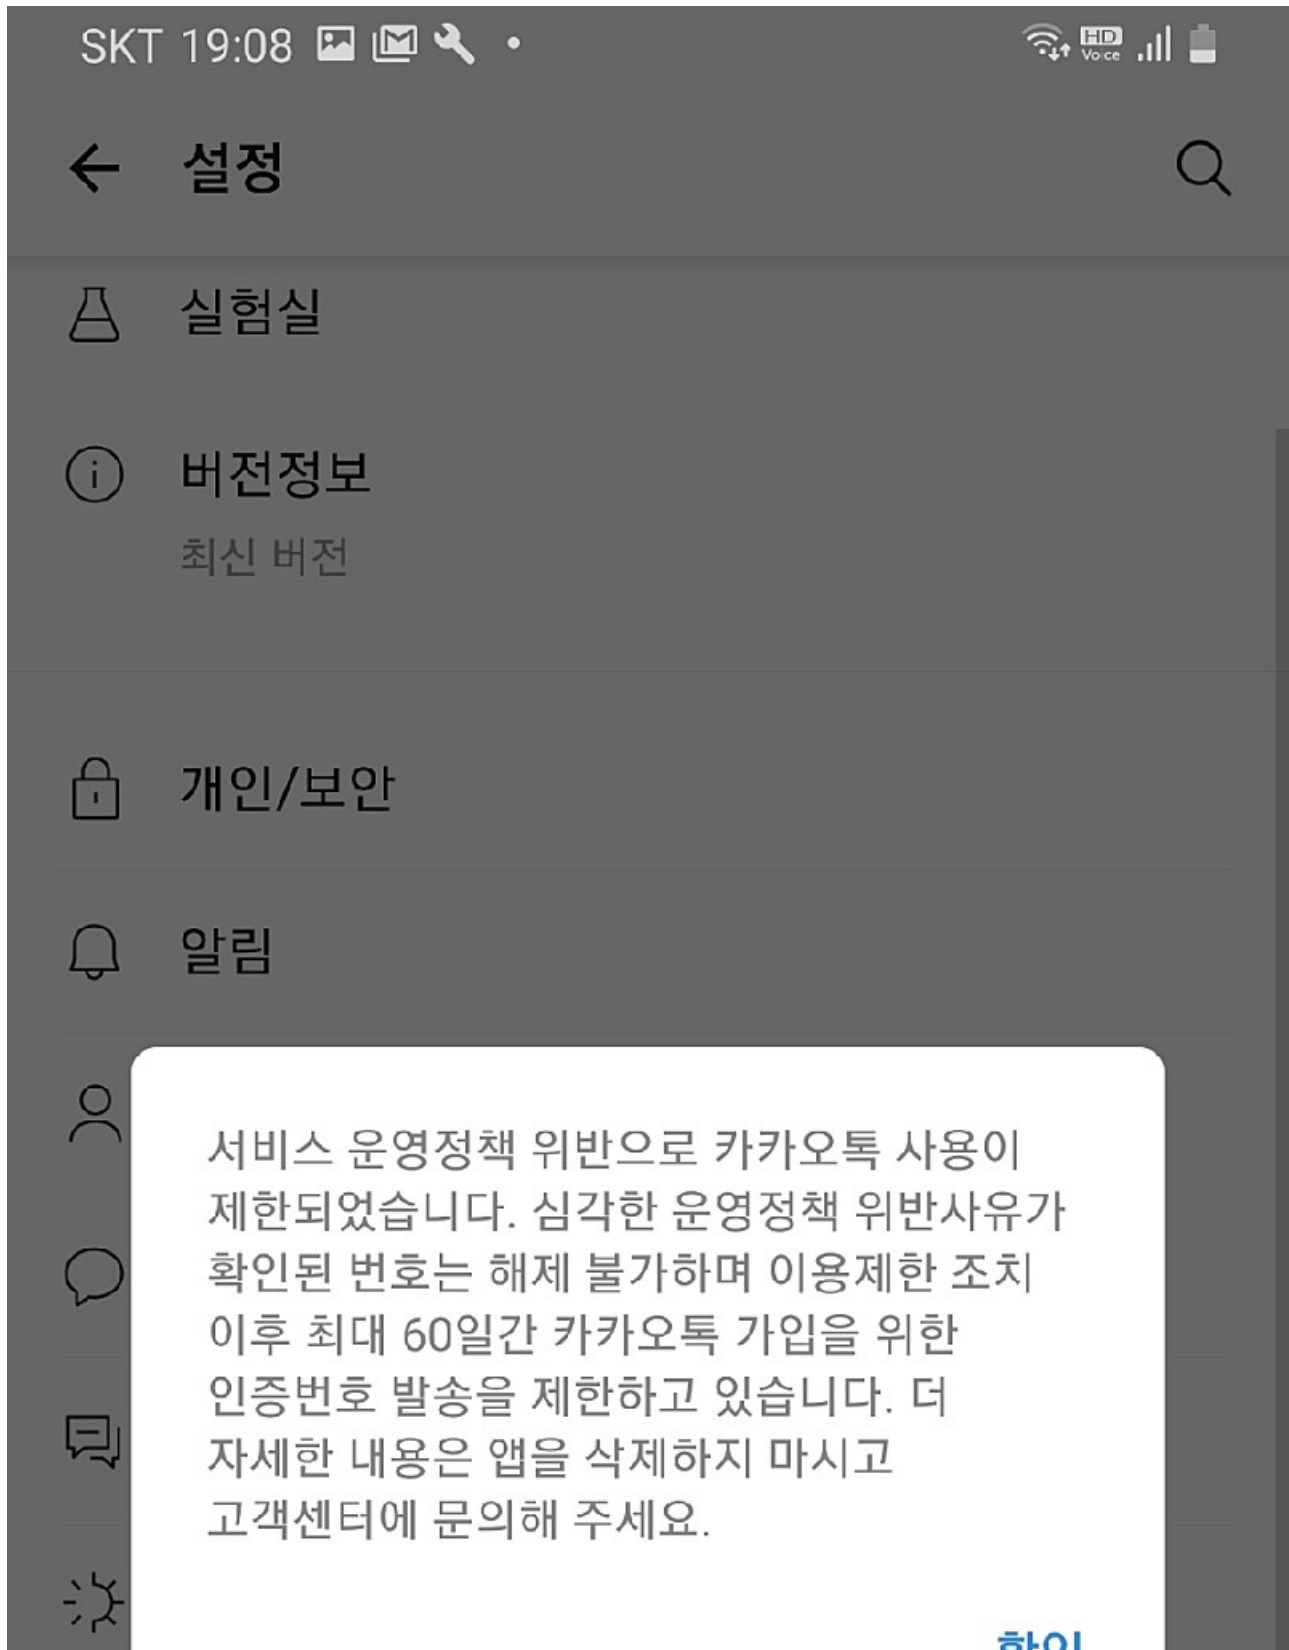 SKT 19:08
HD
Voice
설정
실험실
버전정보
최신 버전
개인/보안
알림
서비스 운영정책 위반으로 카카오톡 사용이
제한되었습니다. 심각한 운영정책 위반사유가
확인된 번호는 해제 불가하며 이용제한 조치
이후 최대 60일간 카카오톡 가입을 위한
인증번호 발송을 제한하고 있습니다. 더
자세한 내용은 앱을 삭제하지 마시고
고객센터에 문의해 주세요.
확인